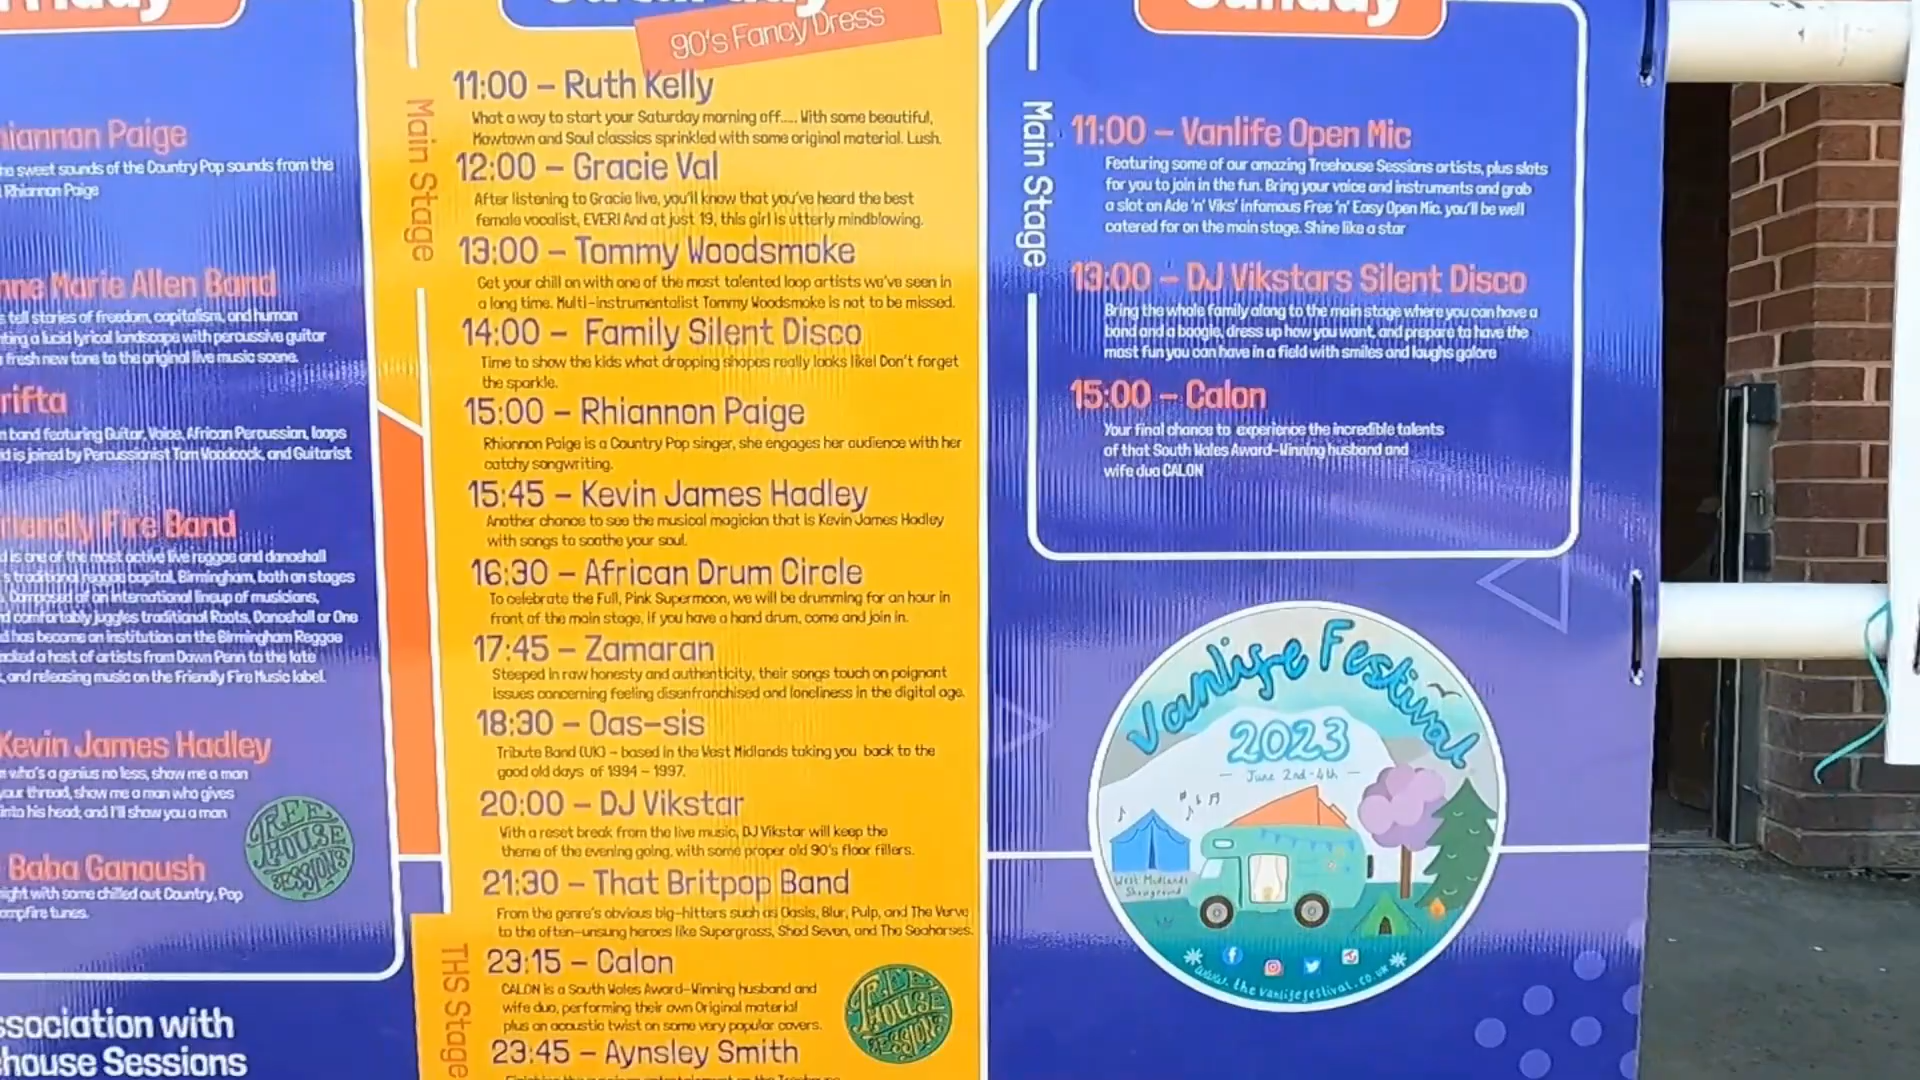 hiannon Paige
he sweet sounds of the Country Pop sounds from the
Rhiannon Paige
nne Marie Allen Band
s tell stories of freedom, capitalism, and human
nting a lucid lyrical landscape with percussive guitar
fresh new tone to the original live music scene.
rifta
n band featuring Guitar, Voice, African Percussion, loops
d is joined by Percussionist Tom Woodcock, and Guitarist
riendly Fire Band
d is one of the most active live reggae and dancehall
s traditional reggae capital, Birmingham, both on stages
. Composed of an international lineup of musicians,
nd comfortably juggles traditional Roots, Dancehall or One
d has become an institution on the Birmingham Reggae
acked a host of artists from Dawn Penn to the late
, and releasing music on the Friendly Fire Music label.
Kevin James Hadley
n who's a genius no less, show me a man
your thread, show me a man who gives
into his head; and I'll show you a man
Baba Ganoush
night with some chilled out Country, Pop
ampfire tunes.
TREE HOUSE SESSIONS
ssociation with
house Sessions
90's Fancy Dress
Main Stage
11:00 – Ruth Kelly
What a way to start your Saturday morning off..... With some beautiful,
Mowtown and Soul classics sprinkled with some original material. Lush.
12:00 – Gracie Val
After listening to Gracie live, you'll know that you've heard the best
female vocalist, EVER! And at just 19, this girl is utterly mindblowing.
13:00 – Tommy Woodsmoke
Get your chill on with one of the most talented loop artists we've seen in
a long time. Multi-instrumentalist Tommy Woodsmoke is not to be missed.
14:00 – Family Silent Disco
Time to show the kids what dropping shapes really looks like! Don't forget
the sparkle.
15:00 – Rhiannon Paige
Rhiannon Paige is a Country Pop singer, she engages her audience with her
catchy songwriting.
15:45 – Kevin James Hadley
Another chance to see the musical magician that is Kevin James Hadley
with songs to soothe your soul.
16:30 – African Drum Circle
To celebrate the Full, Pink Supermoon, we will be drumming for an hour in
front of the main stage. If you have a hand drum, come and join in.
17:45 – Zamaran
Steeped in raw honesty and authenticity, their songs touch on poignant
issues concerning feeling disenfranchised and loneliness in the digital age.
18:30 – Oas-sis
Tribute Band (UK) – based in the West Midlands taking you back to the
good old days of 1994 – 1997.
20:00 – DJ Vikstar
With a reset break from the live music, DJ Vikstar will keep the
theme of the evening going, with some proper old 90's floor fillers.
21:30 – That Britpop Band
From the genre's obvious big-hitters such as Oasis, Blur, Pulp, and The Verve
to the often-unsung heroes like Supergrass, Shed Seven, and The Seahorses.
THS Stage
23:15 – Calon
CALON is a South Wales Award-Winning husband and
wife duo, performing their own Original material
plus an acoustic twist on some very popular covers.
23:45 – Aynsley Smith
TREE HOUSE SESSIONS
Sunday
Main Stage
11:00 – Vanlife Open Mic
Featuring some of our amazing Treehouse Sessions artists, plus slots
for you to join in the fun. Bring your voice and instruments and grab
a slot on Ade 'n' Viks' infamous Free 'n' Easy Open Mic. you'll be well
catered for on the main stage. Shine like a star
13:00 – DJ Vikstars Silent Disco
Bring the whole family along to the main stage where you can have a
band and a boogie, dress up how you want, and prepare to have the
most fun you can have in a field with smiles and laughs galore
15:00 – Calon
Your final chance to experience the incredible talents
of that South Wales Award-Winning husband and
wife duo CALON
Vanlife Festival
2023
– June 2nd-4th –
West Midlands
Showground
www.thevanlifefestival.co.uk